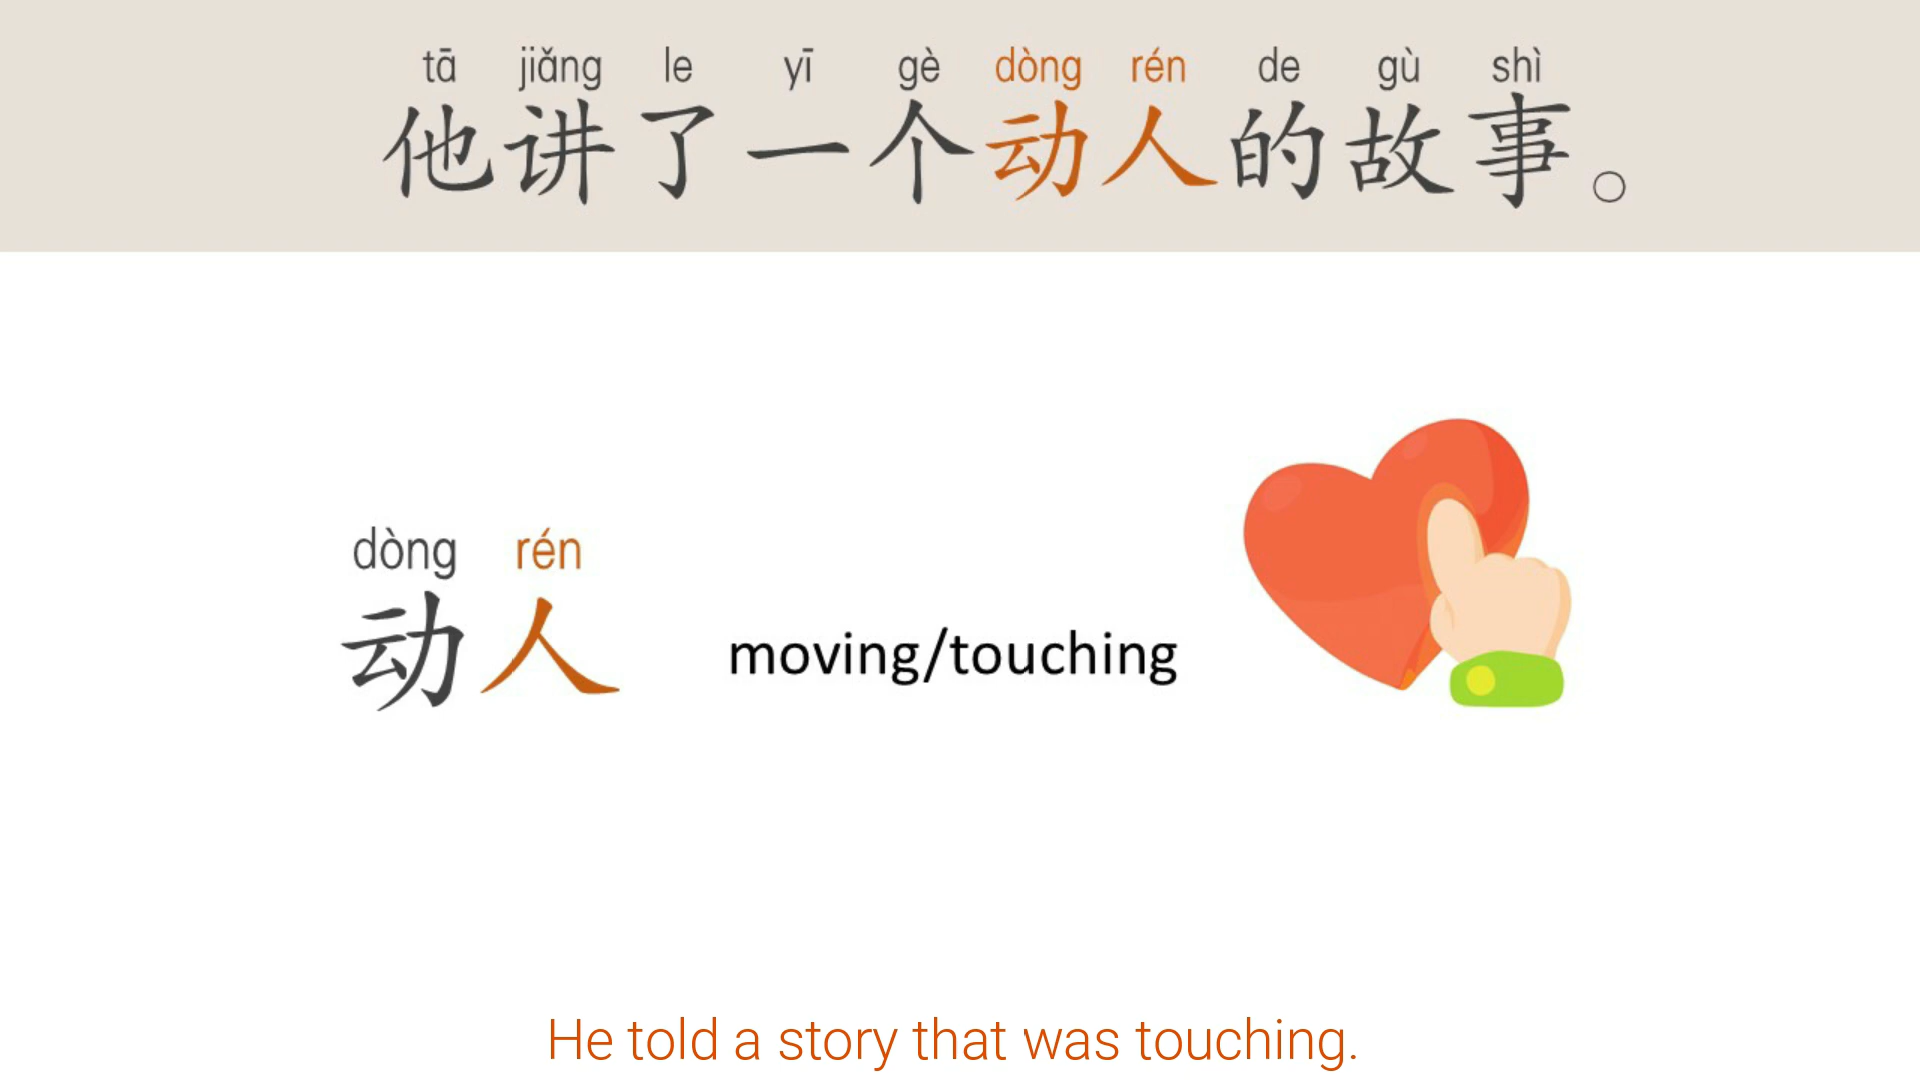 tā jiǎng le yī gè dòng rén de gù shì
他讲了一个动人的故事。
dòng rén
动人
moving/touching
He told a story that was touching.